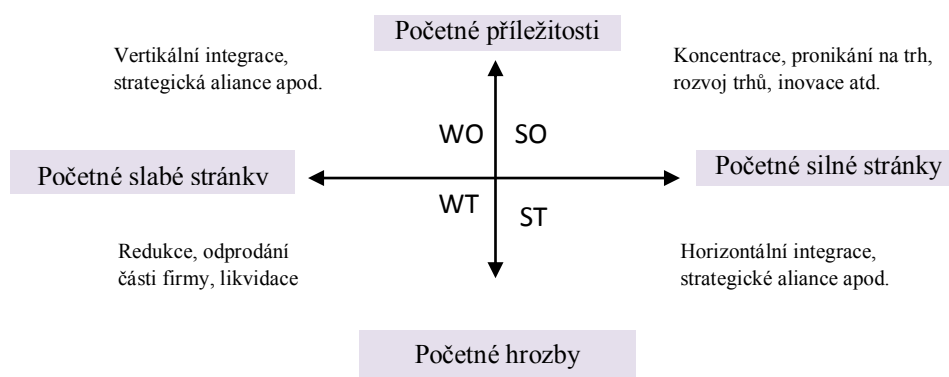 Početné příležitosti
Vertikální integrace,
strategická aliance apod.
Koncentrace, pronikání na trh,
rozvoj trhů, inovace atd.
WO
SO
Početné slabé stránky
Početné silné stránky
WT
ST
Redukce, odprodání
části firmy, likvidace
Horizontální integrace,
strategické aliance apod.
Početné hrozby